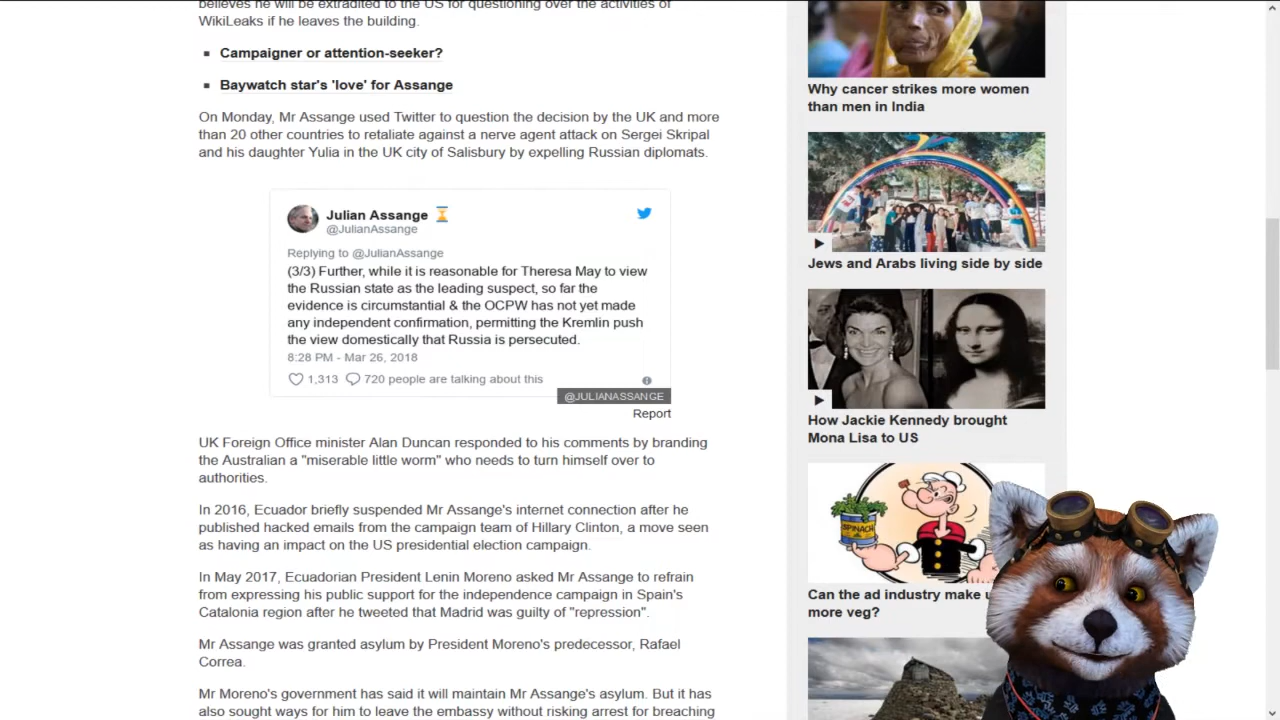 believes he will be extradited to the US for questioning over the activities of
WikiLeaks if he leaves the building.
Campaigner or attention-seeker?
Baywatch star's 'love' for Assange
On Monday, Mr Assange used Twitter to question the decision by the UK and more
than 20 other countries to retaliate against a nerve agent attack on Sergei Skripal
and his daughter Yulia in the UK city of Salisbury by expelling Russian diplomats.
Julian Assange
@JulianAssange
Replying to @JulianAssange
(3/3) Further, while it is reasonable for Theresa May to view
the Russian state as the leading suspect, so far the
evidence is circumstantial & the OCPW has not yet made
any independent confirmation, permitting the Kremlin push
the view domestically that Russia is persecuted.
8:28 PM - Mar 26, 2018
1,313 720 people are talking about this
@JULIANASSANGE
Report
UK Foreign Office minister Alan Duncan responded to his comments by branding
the Australian a "miserable little worm" who needs to turn himself over to
authorities.
In 2016, Ecuador briefly suspended Mr Assange's internet connection after he
published hacked emails from the campaign team of Hillary Clinton, a move seen
as having an impact on the US presidential election campaign.
In May 2017, Ecuadorian President Lenin Moreno asked Mr Assange to refrain
from expressing his public support for the independence campaign in Spain's
Catalonia region after he tweeted that Madrid was guilty of "repression".
Mr Assange was granted asylum by President Moreno's predecessor, Rafael
Correa.
Mr Moreno's government has said it will maintain Mr Assange's asylum. But it has
also sought ways for him to leave the embassy without risking arrest for breaching
Why cancer strikes more women
than men in India
Jews and Arabs living side by side
How Jackie Kennedy brought
Mona Lisa to US
SPINACH
Can the ad industry make
more veg?